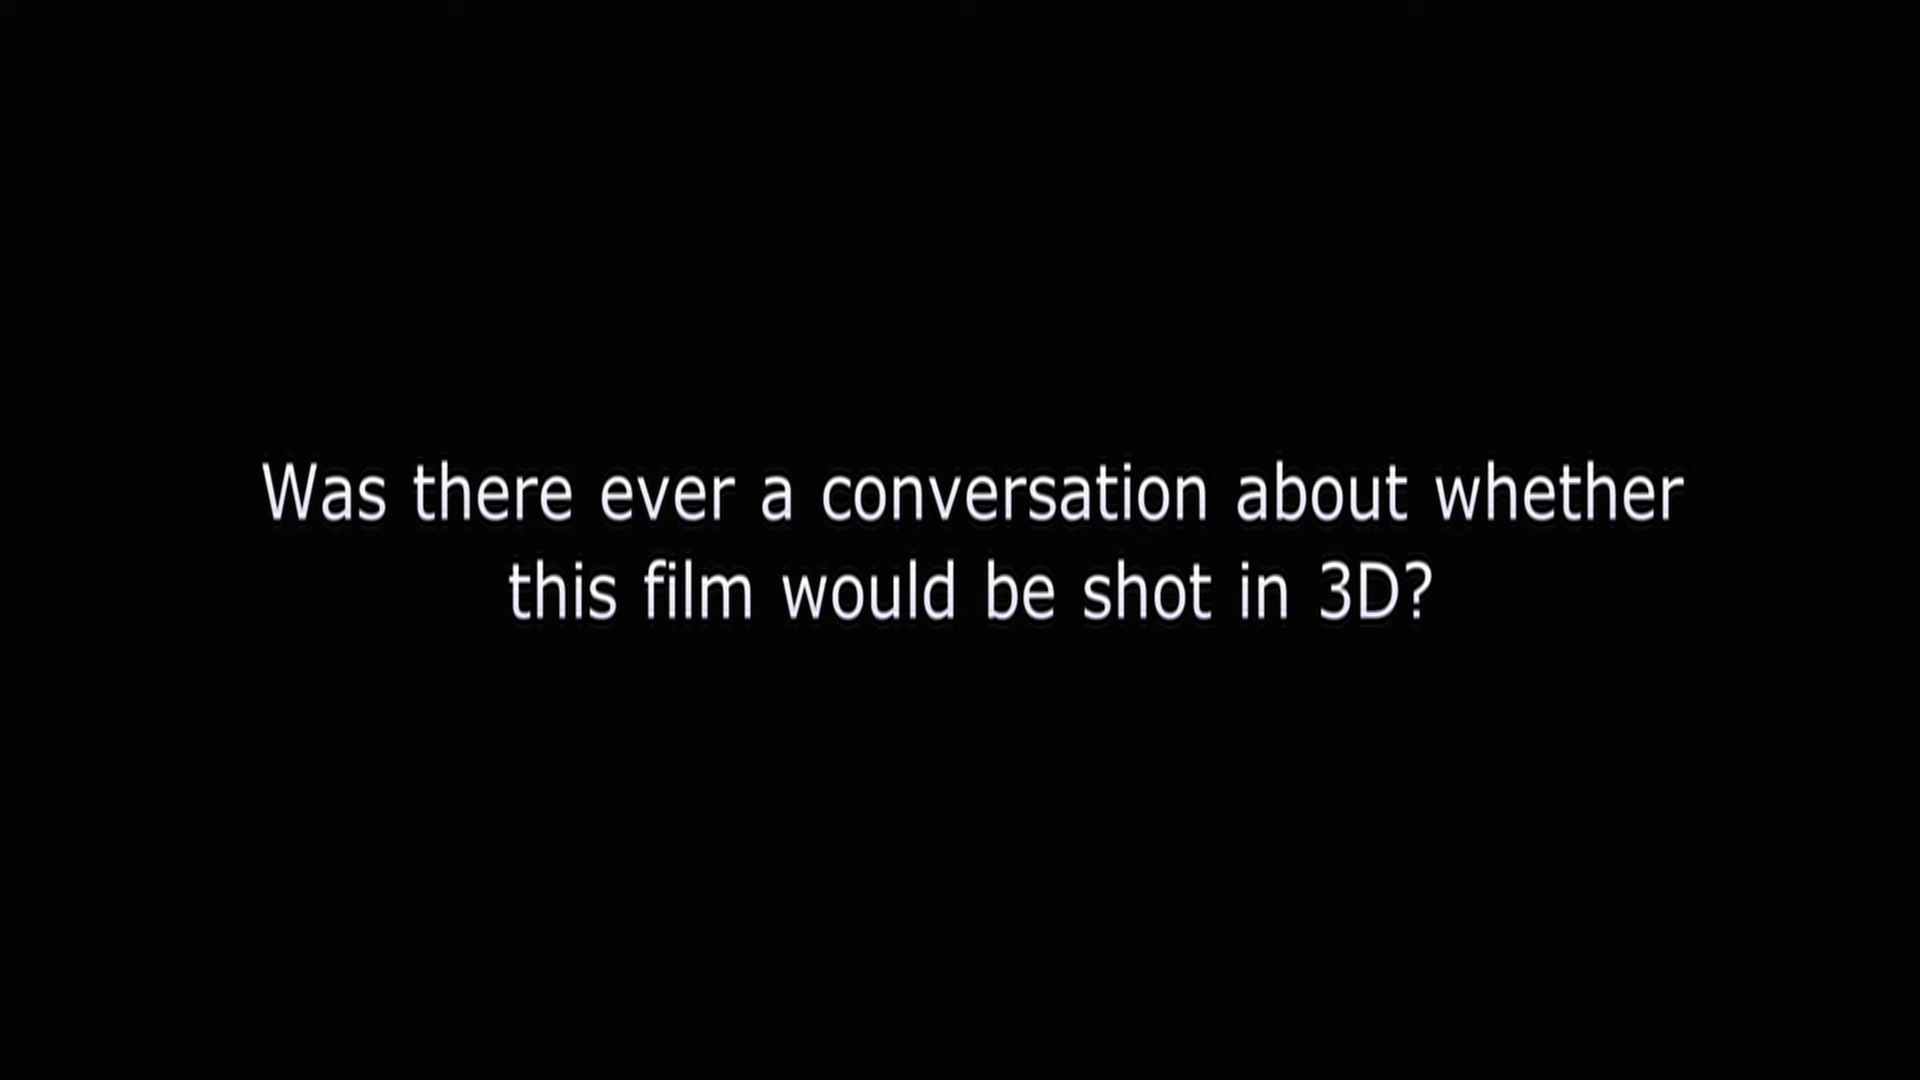 Was there ever a conversation about whether
this film would be shot in 3D?